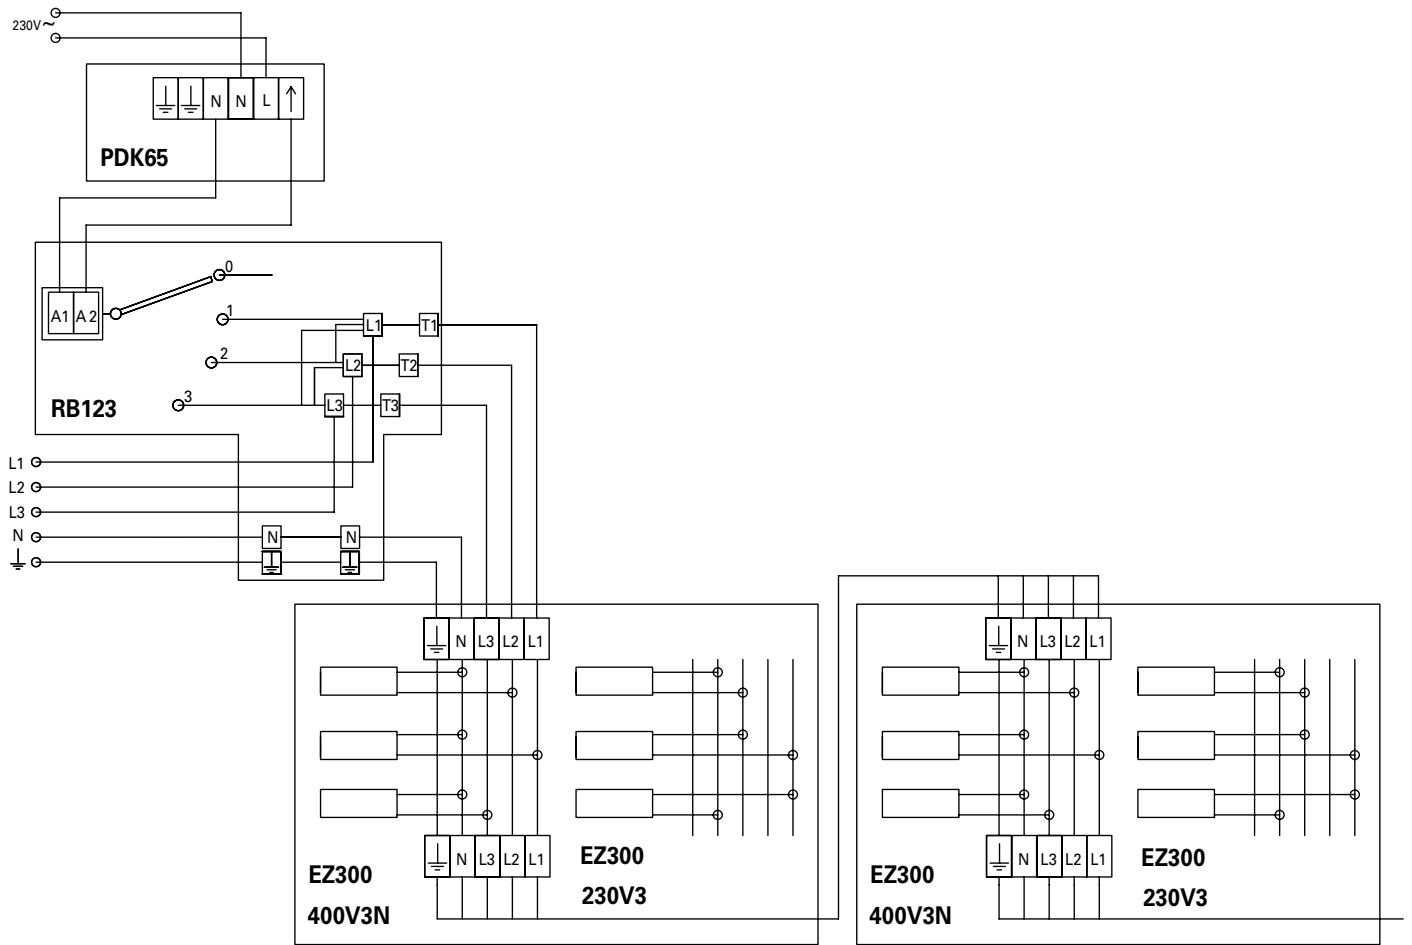 230V~
N N L ↑
PDK65
0
A1 A2
1
L1 T1
2
L2 T2
3
L3 T3
RB123
L1
L2
L3
N N N
N L3 L2 L1
N L3 L2 L1
N L3 L2 L1
EZ300
400V3N
EZ300
230V3
N L3 L2 L1
EZ300
400V3N
EZ300
230V3